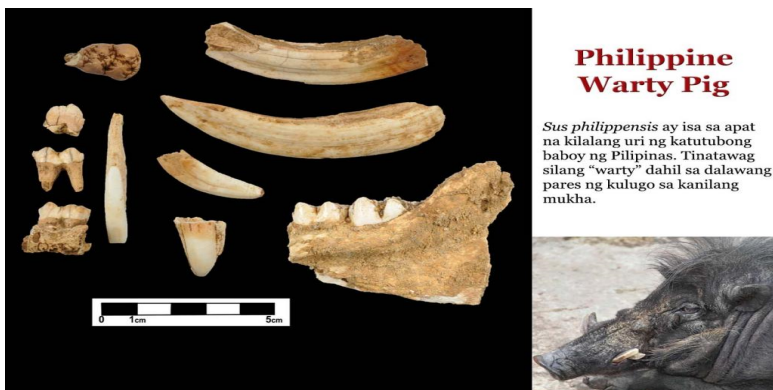 Philippine
Warty Pig
Sus philippensis ay isa sa apat
na kilalang uri ng katutubong
baboy ng Pilipinas. Tinatawag
silang “warty” dahil sa dalawang
pares ng kulugo sa kanilang
mukha.
0 1cm 5cm